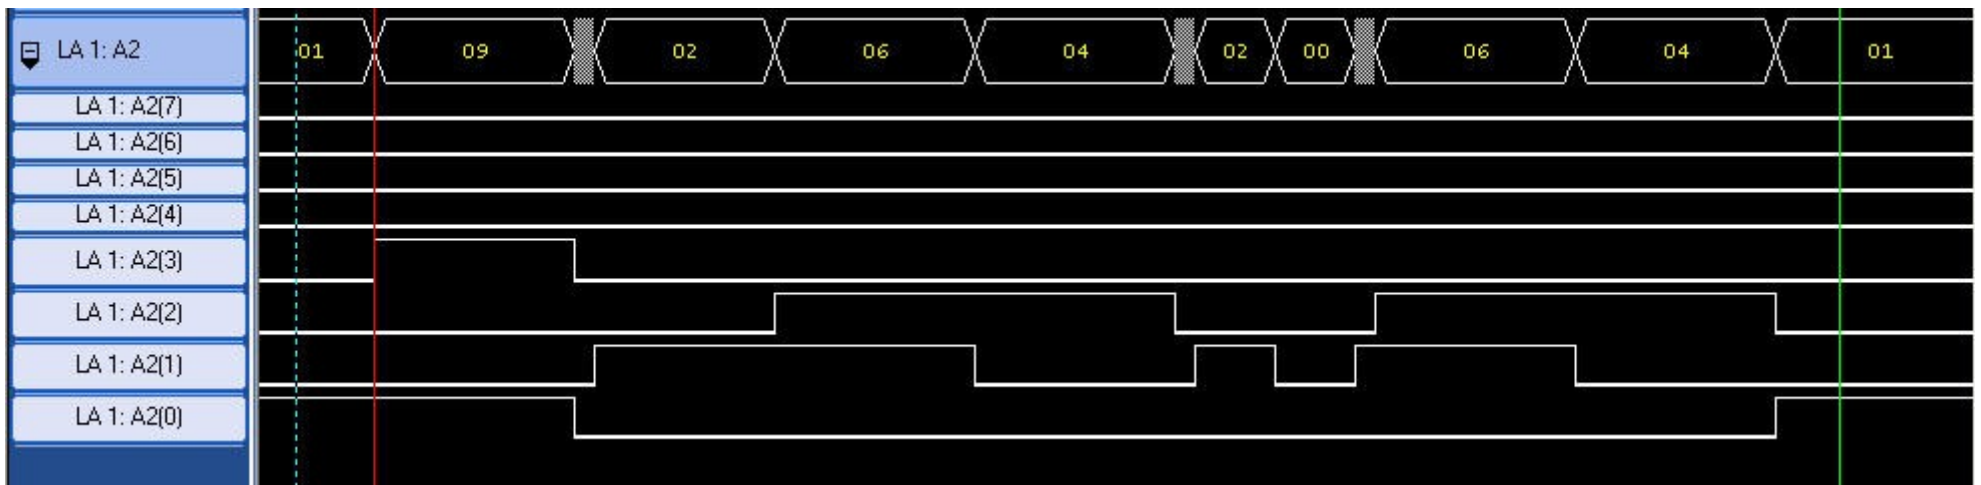 LA 1: A2 01 09 02 06 04 02 00 06 04 01
LA 1: A2(7)
LA 1: A2(6)
LA 1: A2(5)
LA 1: A2(4)
LA 1: A2(3)
LA 1: A2(2)
LA 1: A2(1)
LA 1: A2(0)